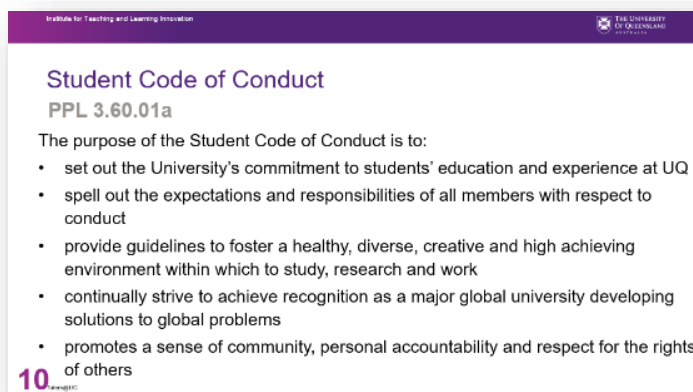 Institute for Teaching and Learning Innovation
THE UNIVERSITY
OF QUEENSLAND
AUSTRALIA
Student Code of Conduct
PPL 3.60.01a
The purpose of the Student Code of Conduct is to:
• set out the University's commitment to students' education and experience at UQ
• spell out the expectations and responsibilities of all members with respect to
conduct
• provide guidelines to foster a healthy, diverse, creative and high achieving
environment within which to study, research and work
• continually strive to achieve recognition as a major global university developing
solutions to global problems
• promotes a sense of community, personal accountability and respect for the rights
of others
10